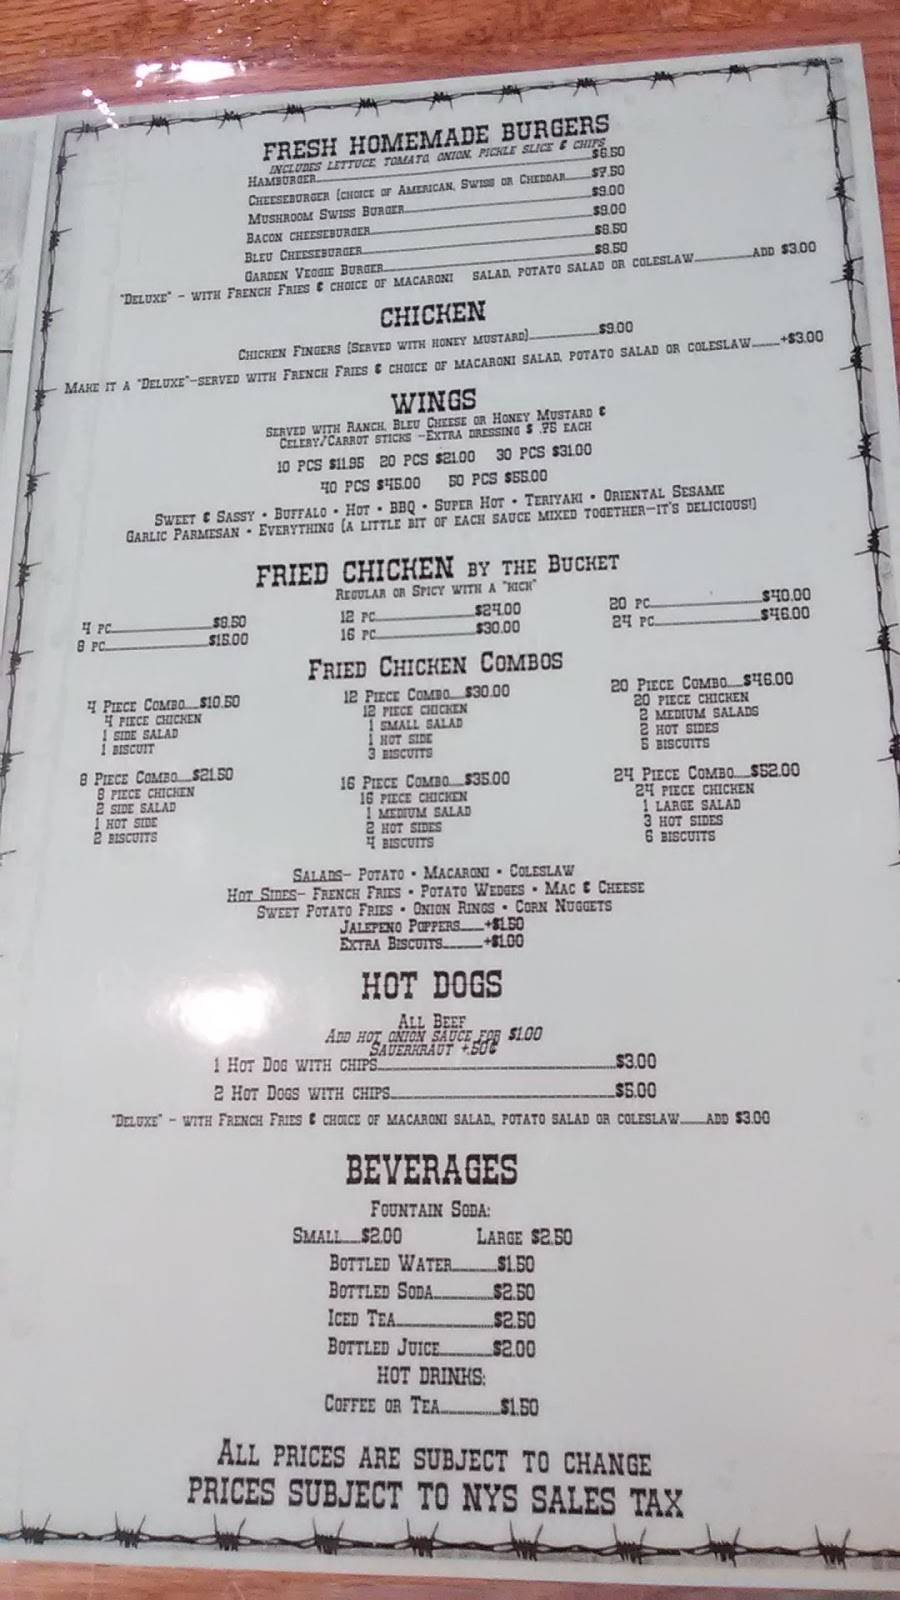 FRESH HOMEMADE BURGERS
INCLUDES LETTUCE, TOMATO, ONION, PICKLE SLICE & CHIPS
HAMBURGER $6.50
CHEESEBURGER (CHOICE OF AMERICAN, SWISS OR CHEDDAR $7.50
MUSHROOM SWISS BURGER $9.00
BACON CHEESEBURGER $9.00
BLEU CHEESEBURGER $8.50
GARDEN VEGGIE BURGER $8.50
"DELUXE" - WITH FRENCH FRIES & CHOICE OF MACARONI SALAD, POTATO SALAD OR COLESLAW ADD $3.00
CHICKEN
CHICKEN FINGERS (SERVED WITH HONEY MUSTARD) $9.00
MAKE IT A "DELUXE"-SERVED WITH FRENCH FRIES & CHOICE OF MACARONI SALAD, POTATO SALAD OR COLESLAW +$3.00
WINGS
SERVED WITH RANCH, BLEU CHEESE OR HONEY MUSTARD &
CELERY/CARROT STICKS -EXTRA DRESSING $ .75 EACH
10 PCS $11.95 20 PCS $21.00 30 PCS $31.00
40 PCS $45.00 50 PCS $55.00
SWEET & SASSY • BUFFALO • HOT • BBQ • SUPER HOT • TERIYAKI • ORIENTAL SESAME
GARLIC PARMESAN • EVERYTHING (A LITTLE BIT OF EACH SAUCE MIXED TOGETHER-IT'S DELICIOUS!)
FRIED CHICKEN BY THE BUCKET
REGULAR OR SPICY WITH A "KICK"
4 PC $8.50 12 PC $24.00 20 PC $40.00
8 PC $15.00 16 PC $30.00 24 PC $46.00
FRIED CHICKEN COMBOS
4 PIECE COMBO $10.50
4 PIECE CHICKEN
1 SIDE SALAD
1 BISCUIT
12 PIECE COMBO $30.00
12 PIECE CHICKEN
1 SMALL SALAD
1 HOT SIDE
3 BISCUITS
20 PIECE COMBO $46.00
20 PIECE CHICKEN
2 MEDIUM SALADS
2 HOT SIDES
5 BISCUITS
8 PIECE COMBO $21.50
8 PIECE CHICKEN
2 SIDE SALAD
1 HOT SIDE
2 BISCUITS
16 PIECE COMBO $35.00
16 PIECE CHICKEN
1 MEDIUM SALAD
2 HOT SIDES
4 BISCUITS
24 PIECE COMBO $52.00
24 PIECE CHICKEN
1 LARGE SALAD
3 HOT SIDES
6 BISCUITS
SALADS- POTATO • MACARONI • COLESLAW
HOT SIDES- FRENCH FRIES • POTATO WEDGES • MAC & CHEESE
SWEET POTATO FRIES • ONION RINGS • CORN NUGGETS
JALEPENO POPPERS +$1.50
EXTRA BISCUITS +$1.00
HOT DOGS
ALL BEEF
ADD HOT ONION SAUCE FOR $1.00
SAUERKRAUT +.50¢
1 HOT DOG WITH CHIPS $3.00
2 HOT DOGS WITH CHIPS $5.00
"DELUXE" - WITH FRENCH FRIES & CHOICE OF MACARONI SALAD, POTATO SALAD OR COLESLAW ADD $3.00
BEVERAGES
FOUNTAIN SODA:
SMALL $2.00 LARGE $2.50
BOTTLED WATER $1.50
BOTTLED SODA $2.50
ICED TEA $2.50
BOTTLED JUICE $2.00
HOT DRINKS:
COFFEE OR TEA $1.50
ALL PRICES ARE SUBJECT TO CHANGE
PRICES SUBJECT TO NYS SALES TAX